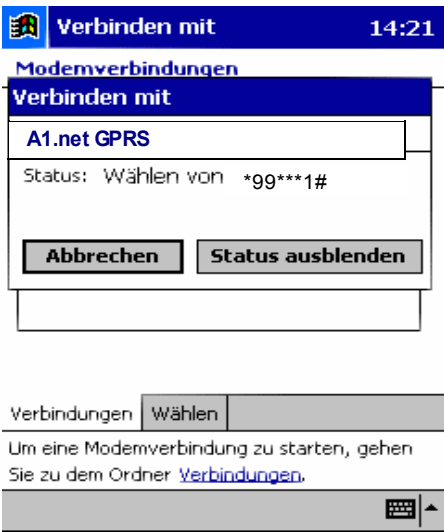 Verbinden mit 14:21
Modemverbindungen
Verbinden mit
A1.net GPRS
Status: Wählen von *99***1#
Abbrechen Status ausblenden
Verbindungen Wählen
Um eine Modemverbindung zu starten, gehen
Sie zu dem Ordner Verbindungen.